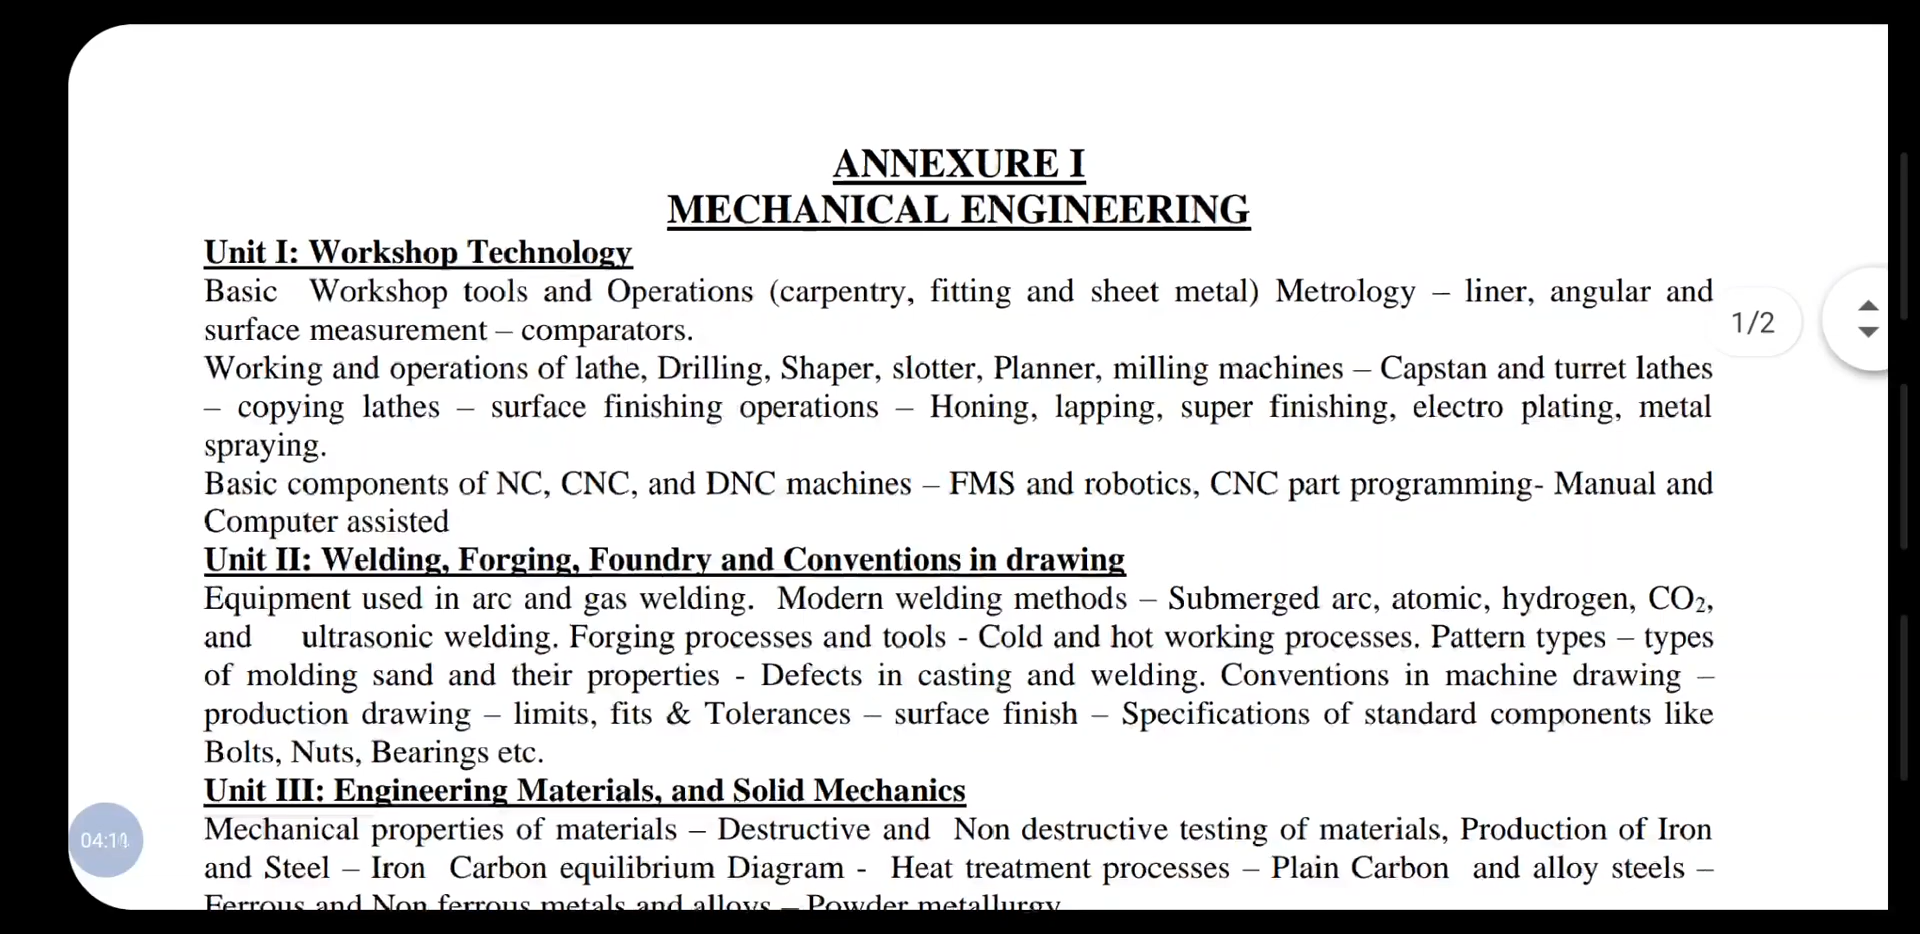 ANNEXURE I
MECHANICAL ENGINEERING
Unit I: Workshop Technology
Basic Workshop tools and Operations (carpentry, fitting and sheet metal) Metrology – liner, angular and
surface measurement – comparators.
1/2
Working and operations of lathe, Drilling, Shaper, slotter, Planner, milling machines – Capstan and turret lathes
– copying lathes – surface finishing operations – Honing, lapping, super finishing, electro plating, metal
spraying.
Basic components of NC, CNC, and DNC machines – FMS and robotics, CNC part programming- Manual and
Computer assisted
Unit II: Welding, Forging, Foundry and Conventions in drawing
Equipment used in arc and gas welding. Modern welding methods – Submerged arc, atomic, hydrogen, CO₂,
and ultrasonic welding. Forging processes and tools - Cold and hot working processes. Pattern types – types
of molding sand and their properties - Defects in casting and welding. Conventions in machine drawing –
production drawing – limits, fits & Tolerances – surface finish – Specifications of standard components like
Bolts, Nuts, Bearings etc.
Unit III: Engineering Materials, and Solid Mechanics
Mechanical properties of materials – Destructive and Non destructive testing of materials, Production of Iron
and Steel – Iron Carbon equilibrium Diagram - Heat treatment processes – Plain Carbon and alloy steels –
Ferrous and Non ferrous metals and alloys – Powder metallurgy